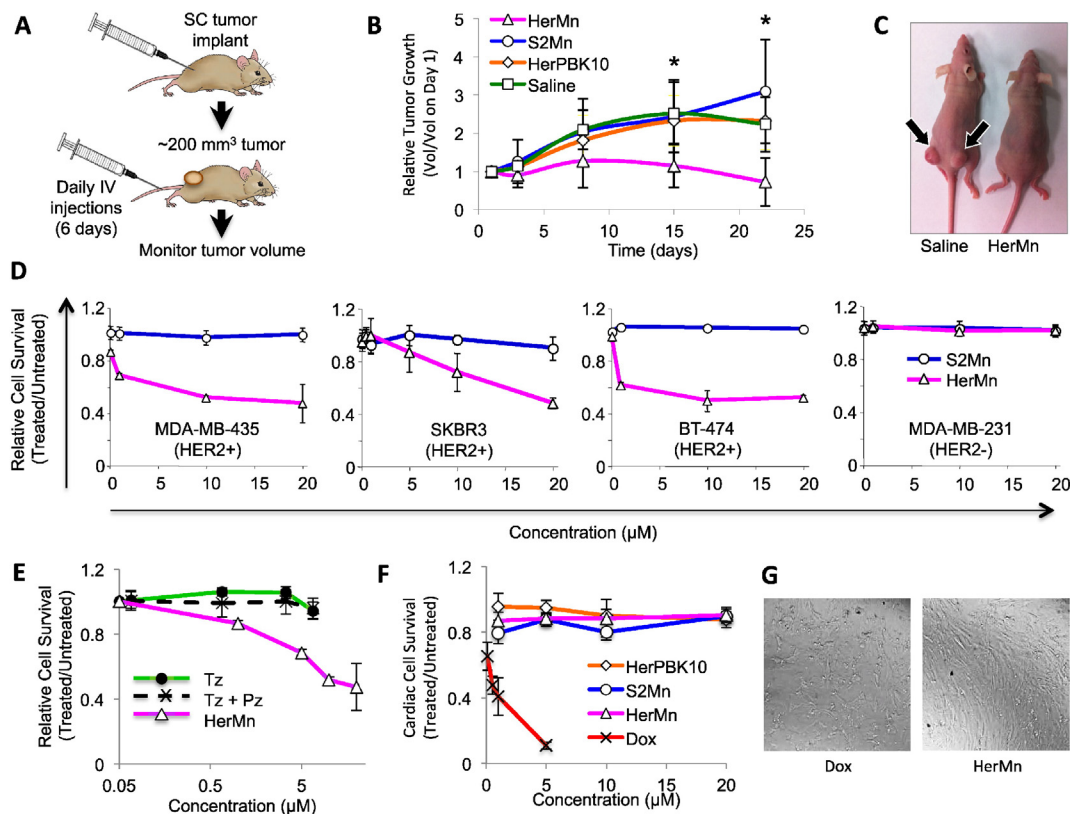 A
SC tumor
implant
~200 mm³ tumor
Daily IV
injections
(6 days)
Monitor tumor volume
B
Relative Tumor Growth
(Vol/Vol on Day 1)
5
4
3
2
1
0
0 5 10 15 20 25
Time (days)
HerMn
S2Mn
HerPBK10
Saline
*
*
C
Saline HerMn
D
Relative Cell Survival
(Treated/Untreated)
1.2
0.8
0.4
0
0 5 10 15 20
MDA-MB-435
(HER2+)
1.2
0.8
0.4
0
0 5 10 15 20
SKBR3
(HER2+)
1.2
0.8
0.4
0
0 5 10 15 20
BT-474
(HER2+)
1.2
0.8
0.4
0
0 5 10 15 20
S2Mn
HerMn
MDA-MB-231
(HER2-)
Concentration (µM)
E
Relative Cell Survival
(Treated/Untreated)
1.2
0.8
0.4
0
0.05 0.5 5
Tz
Tz + Pz
HerMn
Concentration (µM)
F
Cardiac Cell Survival
(Treated/Untreated)
1.2
0.8
0.4
0
0 5 10 15 20
HerPBK10
S2Mn
HerMn
Dox
Concentration (µM)
G
Dox HerMn